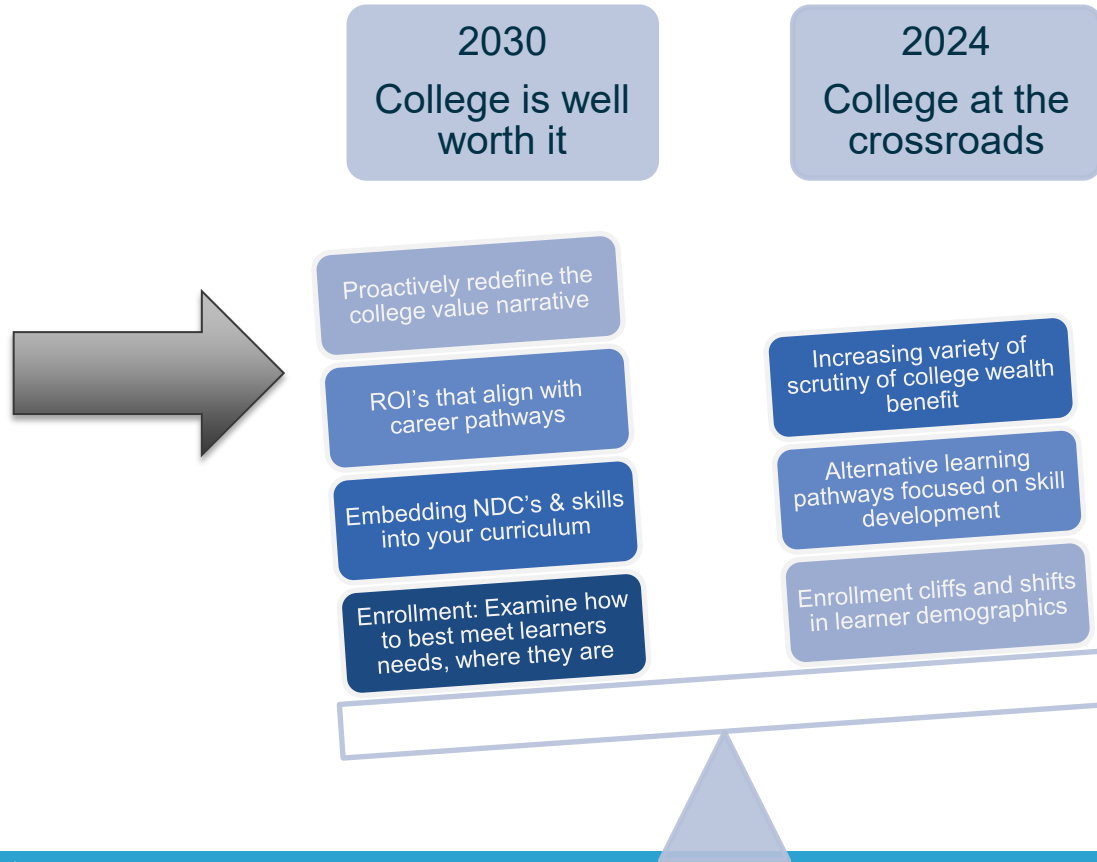 2030
College is well
worth it
2024
College at the
crossroads
Proactively redefine the
college value narrative
ROI's that align with
career pathways
Embedding NDC's & skills
into your curriculum
Enrollment: Examine how
to best meet learners
needs, where they are
Increasing variety of
scrutiny of college wealth
benefit
Alternative learning
pathways focused on skill
development
Enrollment cliffs and shifts
in learner demographics